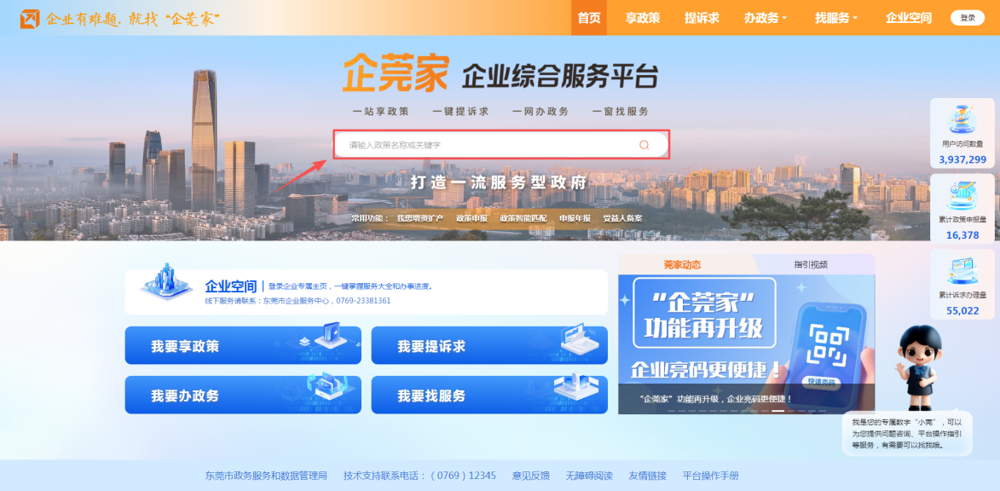 企业有难题，就找“企莞家”
首页
享政策
提诉求
办政务
找服务
企业空间
登录
企莞家 企业综合服务平台
一站享政策 一键提诉求 一网办政务 一窗找服务
请输入政策名称或关键字
打造一流服务型政府
常用功能： 我想增资扩产 政策申报 政策智能匹配 申报年报 受益人备案
用户访问数量
3,937,299
累计政策申报量
16,378
累计诉求办理量
55,022
企业空间 登录企业专属主页，一键掌握服务大全和办事进度。
线下服务请联系：东莞市企业服务中心，0769-23381361
我要享政策
我要提诉求
我要办政务
我要找服务
莞家动态
指引视频
“企莞家”
功能再升级
企业亮码更便捷！
快速亮码
“企莞家”功能再升级，企业亮码更便捷！
我是您的专属数字“小莞”，可以
为您提供问题咨询、平台操作指引
等服务，有需要可以找我哦。
东莞市政务服务和数据管理局 技术支持联系电话：（0769）12345 意见反馈 无障碍阅读 友情链接 平台操作手册